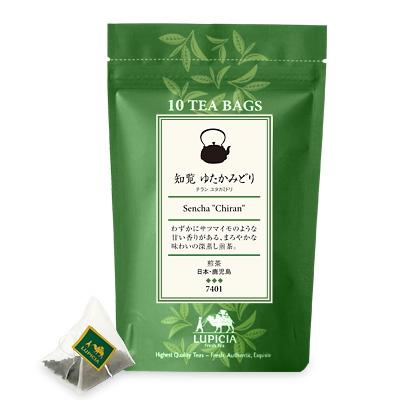 10 TEA BAGS
知覧 ゆたかみどり
チラン ユタカミドリ
Sencha "Chiran"
わずかにサツマイモのような
甘い香りがある、まろやかな
味わいの深蒸し煎茶。
煎茶
日本・鹿児島
7401
LUPICIA
Fresh Tea
Highest Quality Teas – Fresh, Authentic, Exquisite
LUPICIA